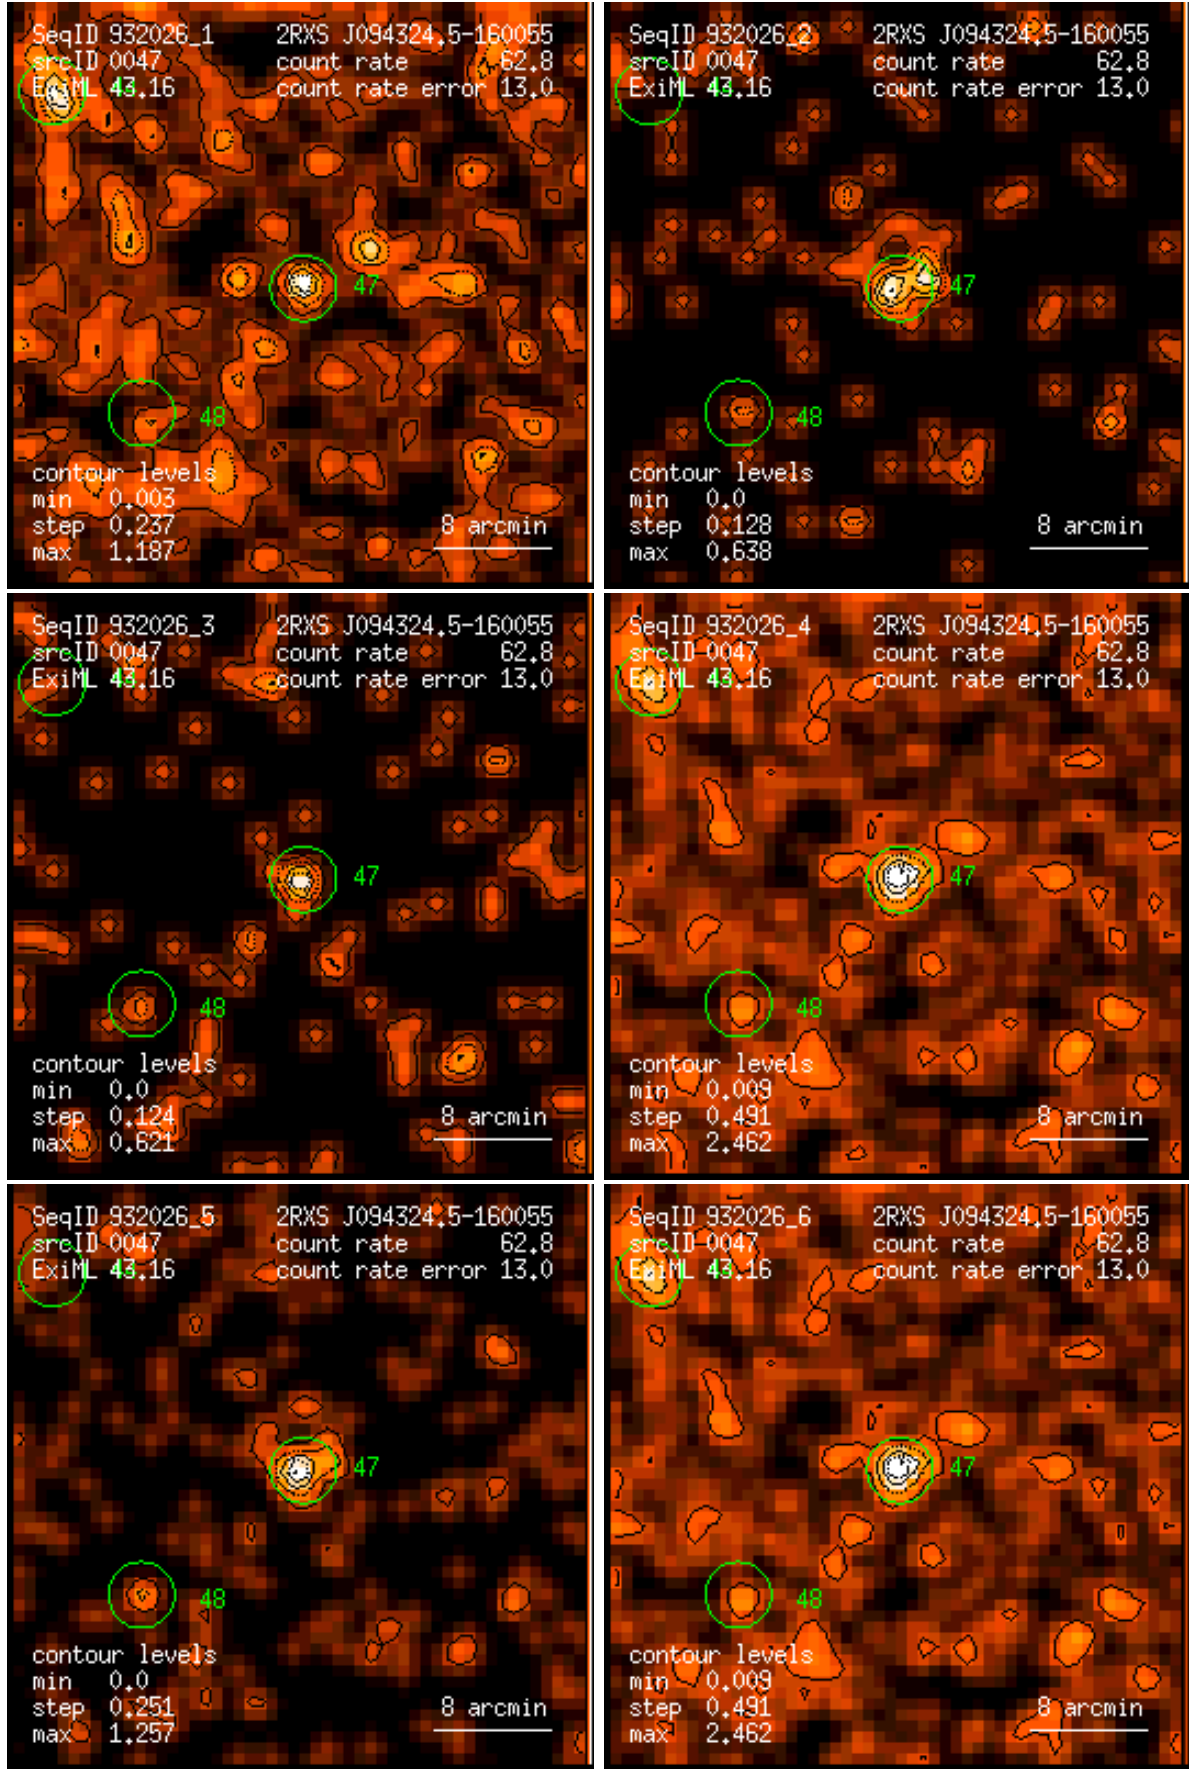 SeqID 932026_1 2RXS J094324.5-160055
srcID 0047 count rate 62.8
ExiML 43.16 count rate error 13.0
47
48
contour levels
min 0.003
step 0.237 8 arcmin
max 1.187
SeqID 932026_2 2RXS J094324.5-160055
srcID 0047 count rate 62.8
ExiML 43.16 count rate error 13.0
47
48
contour levels
min 0.0
step 0.128 8 arcmin
max 0.638
SeqID 932026_3 2RXS J094324.5-160055
srcID 0047 count rate 62.8
ExiML 43.16 count rate error 13.0
47
48
contour levels
min 0.0
step 0.124 8 arcmin
max 0.621
SeqID 932026_4 2RXS J094324.5-160055
srcID 0047 count rate 62.8
ExiML 43.16 count rate error 13.0
47
48
contour levels
min 0.009
step 0.491 8 arcmin
max 2.462
SeqID 932026_5 2RXS J094324.5-160055
srcID 0047 count rate 62.8
ExiML 43.16 count rate error 13.0
47
48
contour levels
min 0.0
step 0.251 8 arcmin
max 1.257
SeqID 932026_6 2RXS J094324.5-160055
srcID 0047 count rate 62.8
ExiML 43.16 count rate error 13.0
47
48
contour levels
min 0.009
step 0.491 8 arcmin
max 2.462